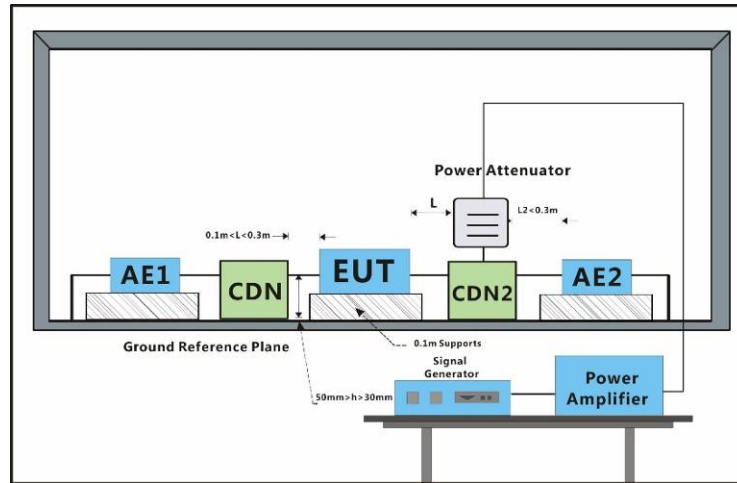 Power Attenuator
L
L2<0.3m
0.1m<L<0.3m
AE1
CDN
EUT
CDN2
AE2
Ground Reference Plane
0.1m Supports
50mm>h>30mm
Signal
Generator
Power
Amplifier